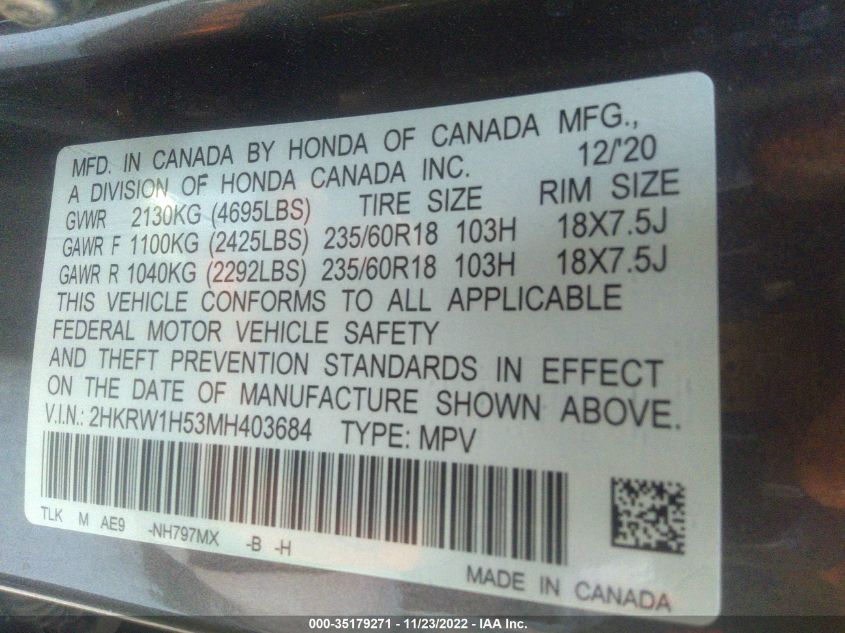 MFD. IN CANADA BY HONDA OF CANADA MFG.,
A DIVISION OF HONDA CANADA INC. 12/'20
GVWR 2130KG (4695LBS) TIRE SIZE RIM SIZE
GAWR F 1100KG (2425LBS) 235/60R18 103H 18X7.5J
GAWR R 1040KG (2292LBS) 235/60R18 103H 18X7.5J
THIS VEHICLE CONFORMS TO ALL APPLICABLE
FEDERAL MOTOR VEHICLE SAFETY
AND THEFT PREVENTION STANDARDS IN EFFECT
ON THE DATE OF MANUFACTURE SHOWN ABOVE.
V.I.N.: 2HKRW1H53MH403684 TYPE: MPV
TLK M AE9 -NH797MX -B -H
MADE IN CANADA
000-35179271 - 11/23/2022 - IAA Inc.